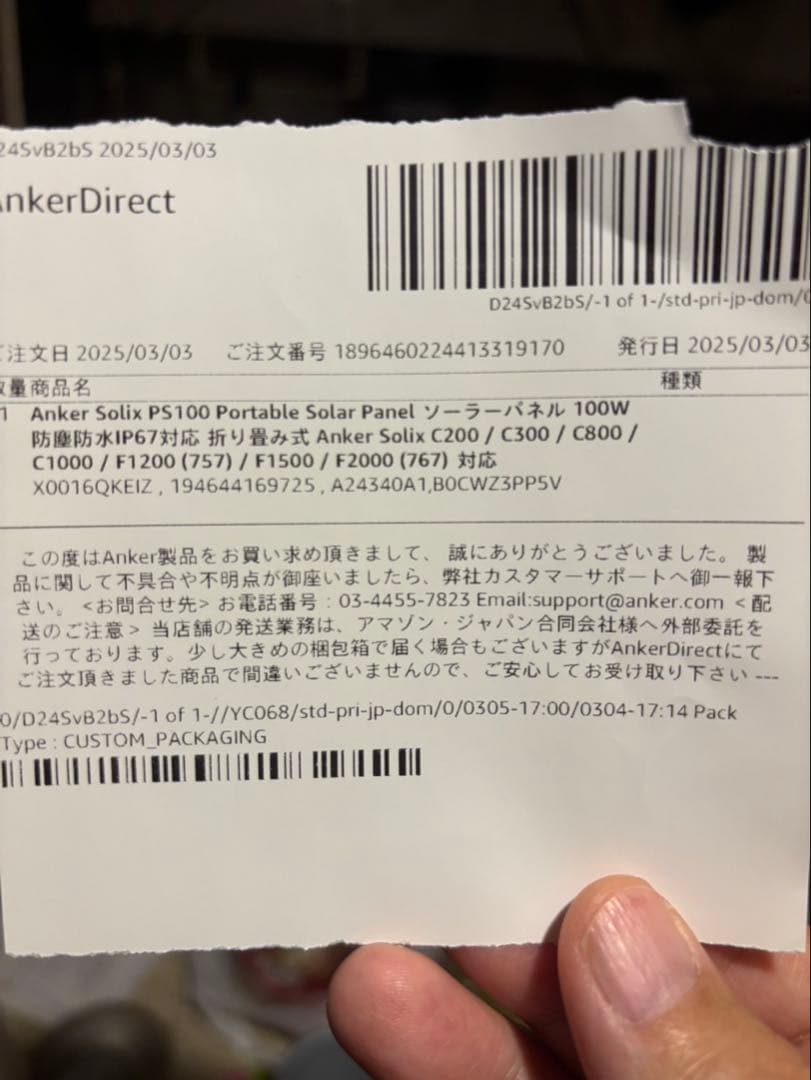 24SvB2bS 2025/03/03
AnkerDirect
D24SvB2bS/-1 of 1-/std-pri-jp-dom/0
ご注文日 2025/03/03 ご注文番号 1896460224413319170 発行日 2025/03/03
数量 商品名 種類
1 Anker Solix PS100 Portable Solar Panel ソーラーパネル 100W
防塵防水IP67対応 折り畳み式 Anker Solix C200 / C300 / C800 /
C1000 / F1200 (757) / F1500 / F2000 (767) 対応
X0016QKEIZ , 194644169725 , A24340A1,B0CWZ3PP5V
この度はAnker製品をお買い求め頂きまして、 誠にありがとうございました。 製
品に関して不具合や不明点が御座いましたら、弊社カスタマーサポートへ御一報下
さい。 <お問合せ先> お電話番号 : 03-4455-7823 Email:support@anker.com < 配
送のご注意 > 当店舗の発送業務は、アマゾン・ジャパン合同会社様へ外部委託を
行っております。少し大きめの梱包箱で届く場合もございますがAnkerDirectにて
ご注文頂きました商品で間違いございませんので、ご安心してお受け取り下さい ---
0/D24SvB2bS/-1 of 1-//YC068/std-pri-jp-dom/0/0305-17:00/0304-17:14 Pack
Type : CUSTOM_PACKAGING